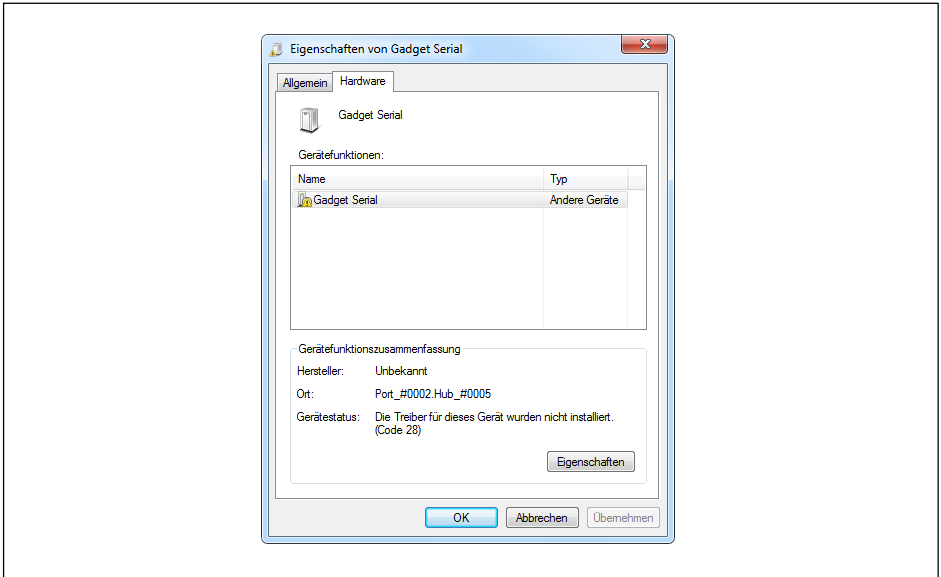 Eigenschaften von Gadget Serial
Allgemein
Hardware
Gadget Serial
Gerätefunktionen:
Name Typ
Gadget Serial Andere Geräte
Gerätefunktionszusammenfassung
Hersteller: Unbekannt
Ort: Port_#0002.Hub_#0005
Gerätestatus: Die Treiber für dieses Gerät wurden nicht installiert.
(Code 28)
Eigenschaften
OK Abbrechen Übernehmen